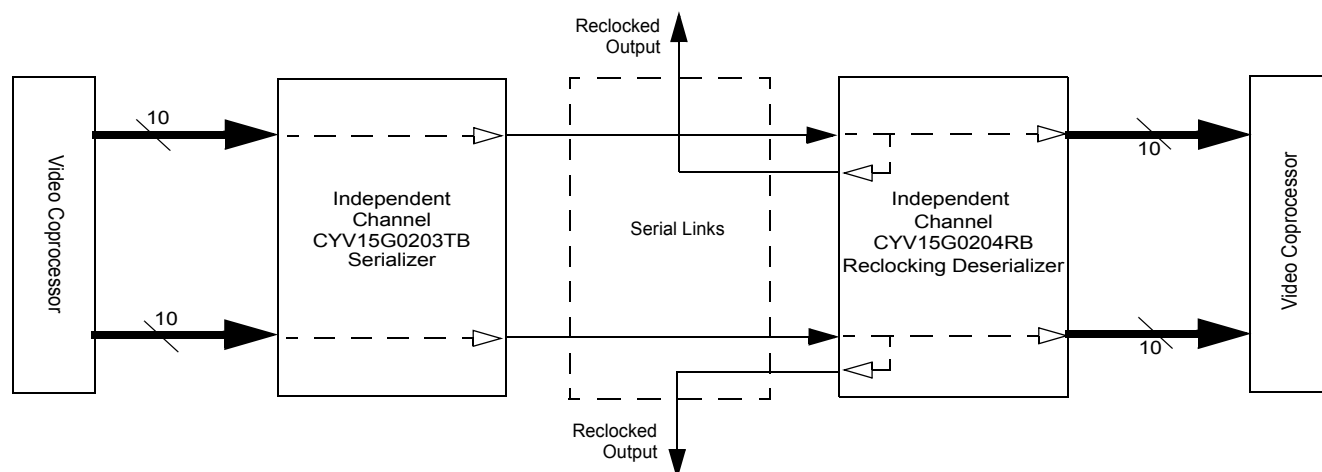 Reclocked
Output
10
10
Video Coprocessor
Independent
Channel
CYV15G0203TB
Serializer
Serial Links
Independent
Channel
CYV15G0204RB
Reclocking Deserializer
Video Coprocessor
10
10
Reclocked
Output